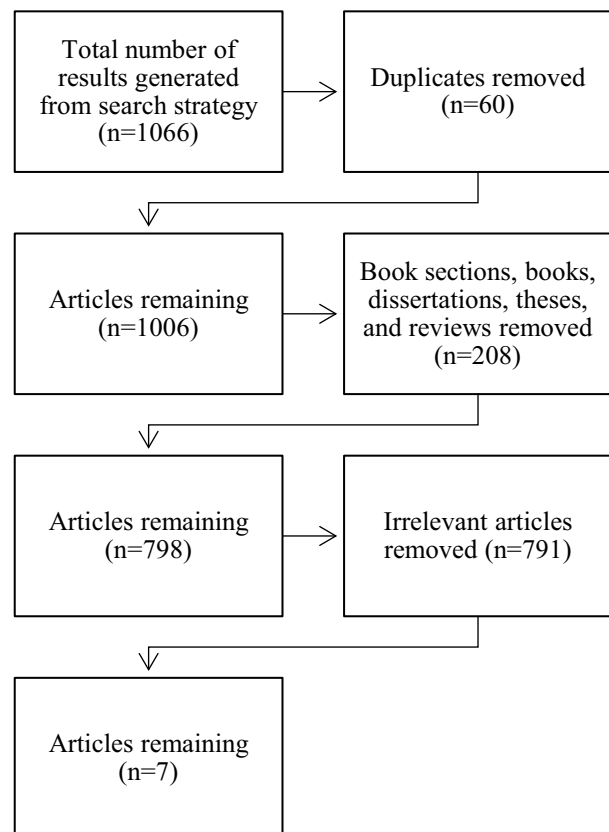 Total number of
results generated
from search strategy
(n=1066)
Duplicates removed
(n=60)
Articles remaining
(n=1006)
Book sections, books,
dissertations, theses,
and reviews removed
(n=208)
Articles remaining
(n=798)
Irrelevant articles
removed (n=791)
Articles remaining
(n=7)